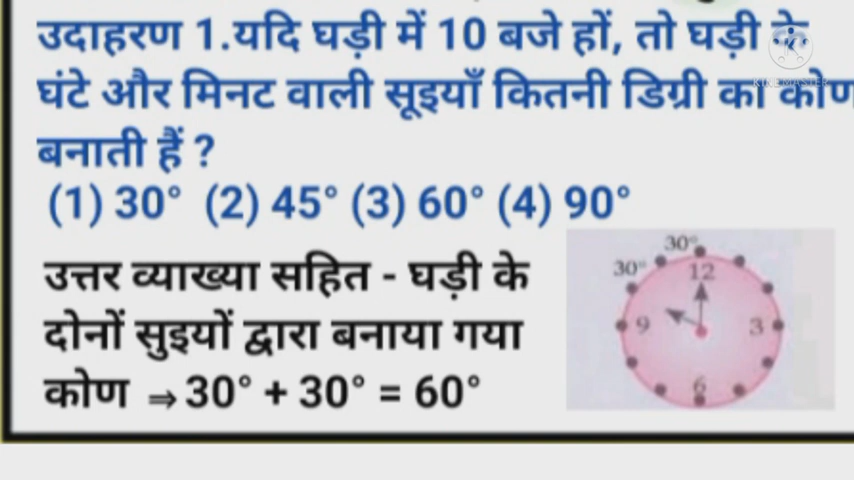 उदाहरण 1.यदि घड़ी में 10 बजे हों, तो घड़ी के
KINEMASTER
घंटे और मिनट वाली सूइयाँ कितनी डिग्री का कोण
बनाती हैं ?
(1) 30° (2) 45° (3) 60° (4) 90°
उत्तर व्याख्या सहित - घड़ी के
दोनों सुइयों द्वारा बनाया गया
कोण ⇒ 30° + 30° = 60°
30°
30°
12
9 3
6